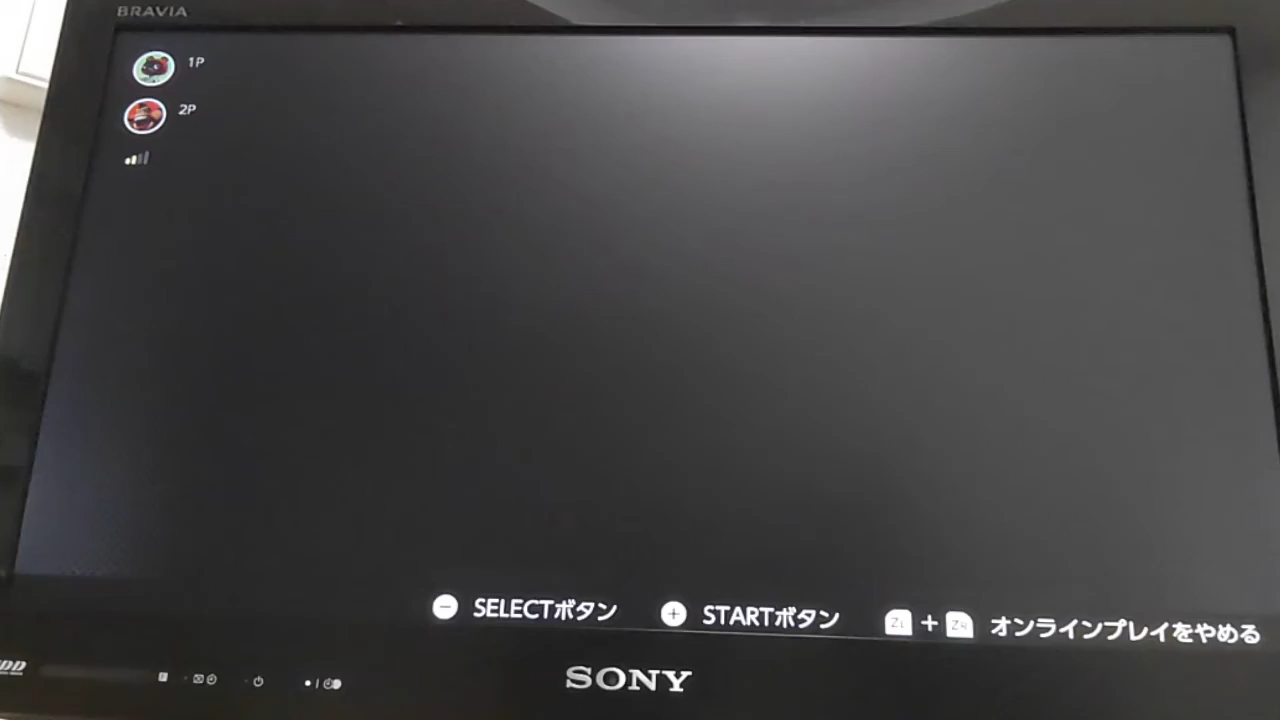 BRAVIA
1P
2P
SELECTボタン
STARTボタン
ZL + ZR オンラインプレイをやめる
SONY